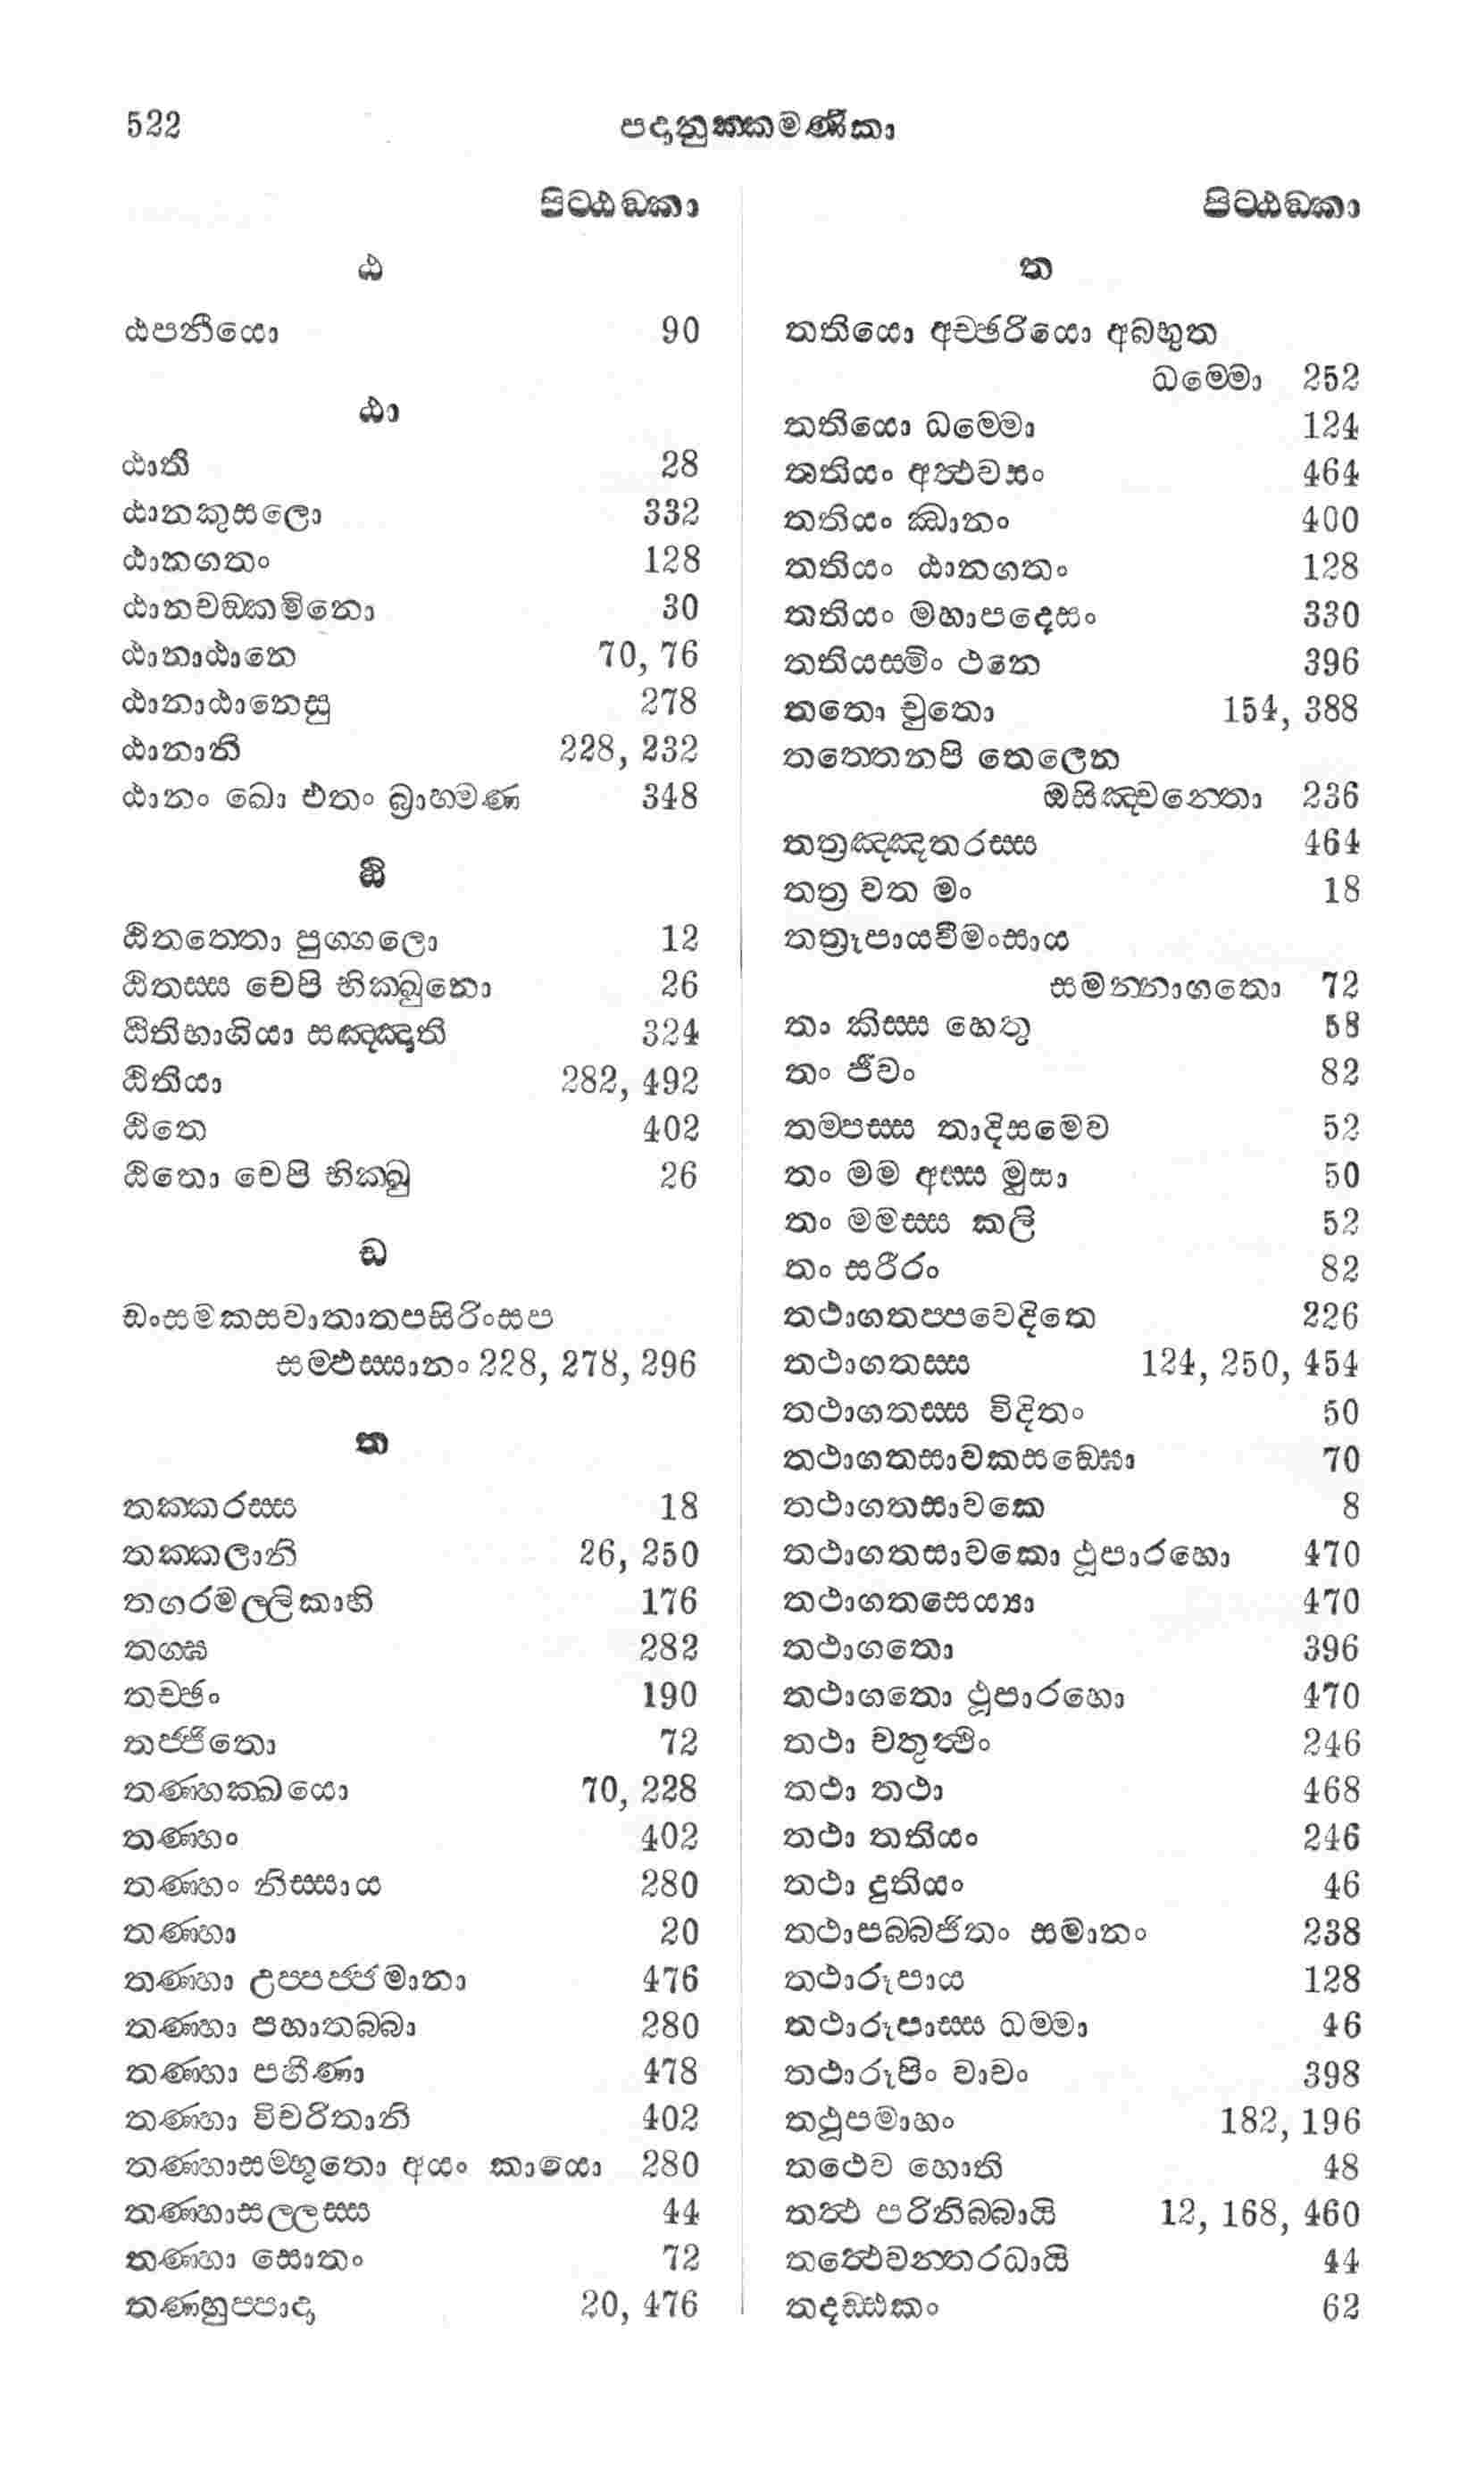 522
පදානුක්කමණිකා
පිට්ඨඞ්කා
ඨ
ඨපනීයො 90
ඨා
ඨාති 28
ඨානකුසලො 332
ඨානගතං 128
ඨානචඞ්කමිනො 30
ඨානාඨානෙ 70, 76
ඨානාඨානෙසු 278
ඨානානි 228, 232
ඨානං ඛො එතං බ්‍රාහ්මණ 348
ඨි
ඨිතත්තො පුග්ගලො 12
ඨිතස්ස චෙපි භික්ඛුනො 26
ඨිතිභාගියා සඤ්ඤාති 324
ඨිතියා 282, 492
ඨිතෙ 402
ඨිතො චෙපි භික්ඛු 26
ඩ
ඩංසමකසවාතාතපසිරිංසප
සම්ඵස්සානං 228, 278, 296
ත
තක්කරස්ස 18
තක්කලානි 26, 250
තගරමල්ලිකාහි 176
තග්ඝ 282
තච්ඡං 190
තජ්ජිතො 72
තණ්හක්ඛයො 70, 228
තණ්හං 402
තණ්හං නිස්සාය 280
තණ්හා 20
තණ්හා උප්පජ්ජමානා 476
තණ්හා පහාතබ්බා 280
තණ්හා පහීණා 478
තණ්හා විචරිතානි 402
තණ්හාසම්භූතො අයං කායො 280
තණ්හාසල්ලස්ස 44
තණ්හා සොතං 72
තණ්හුප්පාදා 20, 476
පිට්ඨඞ්කා
ත
තතියො අච්ඡරියො අබ්භුත
ධම්මො 252
තතියො ධම්මො 124
තතියං අත්ථවසං 464
තතියං ඣානං 400
තතියං ඨානගතං 128
තතියං මහාපදෙසං 330
තතියස්මිං ථනෙ 396
තතො චුතො 154, 388
තත්තෙනපි තෙලෙන
ඔසිඤ්චන්තො 236
තත්‍රඤ්ඤතරස්ස 464
තත්‍ර වත මං 18
තත්‍රූපායවීමංසාය
සමන්නාගතො 72
තං කිස්ස හෙතු 58
තං ජීවං 82
තම්පස්ස තාදිසමෙව 52
තං මම අස්ස මුසා 50
තං මමස්ස කලි 52
තං සරීරං 82
තථාගතප්පවෙදිතෙ 226
තථාගතස්ස 124, 250, 454
තථාගතස්ස විදිතං 50
තථාගතසාවකසඞ්ඝො 70
තථාගතසාවකෙ 8
තථාගතසාවකො ථූපාරහො 470
තථාගතසෙය්‍යා 470
තථාගතො 396
තථාගතො ථූපාරහො 470
තථා චතුත්ථිං 246
තථා තථා 468
තථා තතියං 246
තථා දුතියං 46
තථාපබ්බජිතං සමානං 238
තථාරූපාය 128
තථාරූපාස්ස ධම්මා 46
තථාරූපිං වාචං 398
තථූපමාහං 182, 196
තථෙව හොති 48
තත්ථ පරිනිබ්බායි 12, 168, 460
තත්ථෙවන්තරධායි 44
තදඩ්ඪකං 62